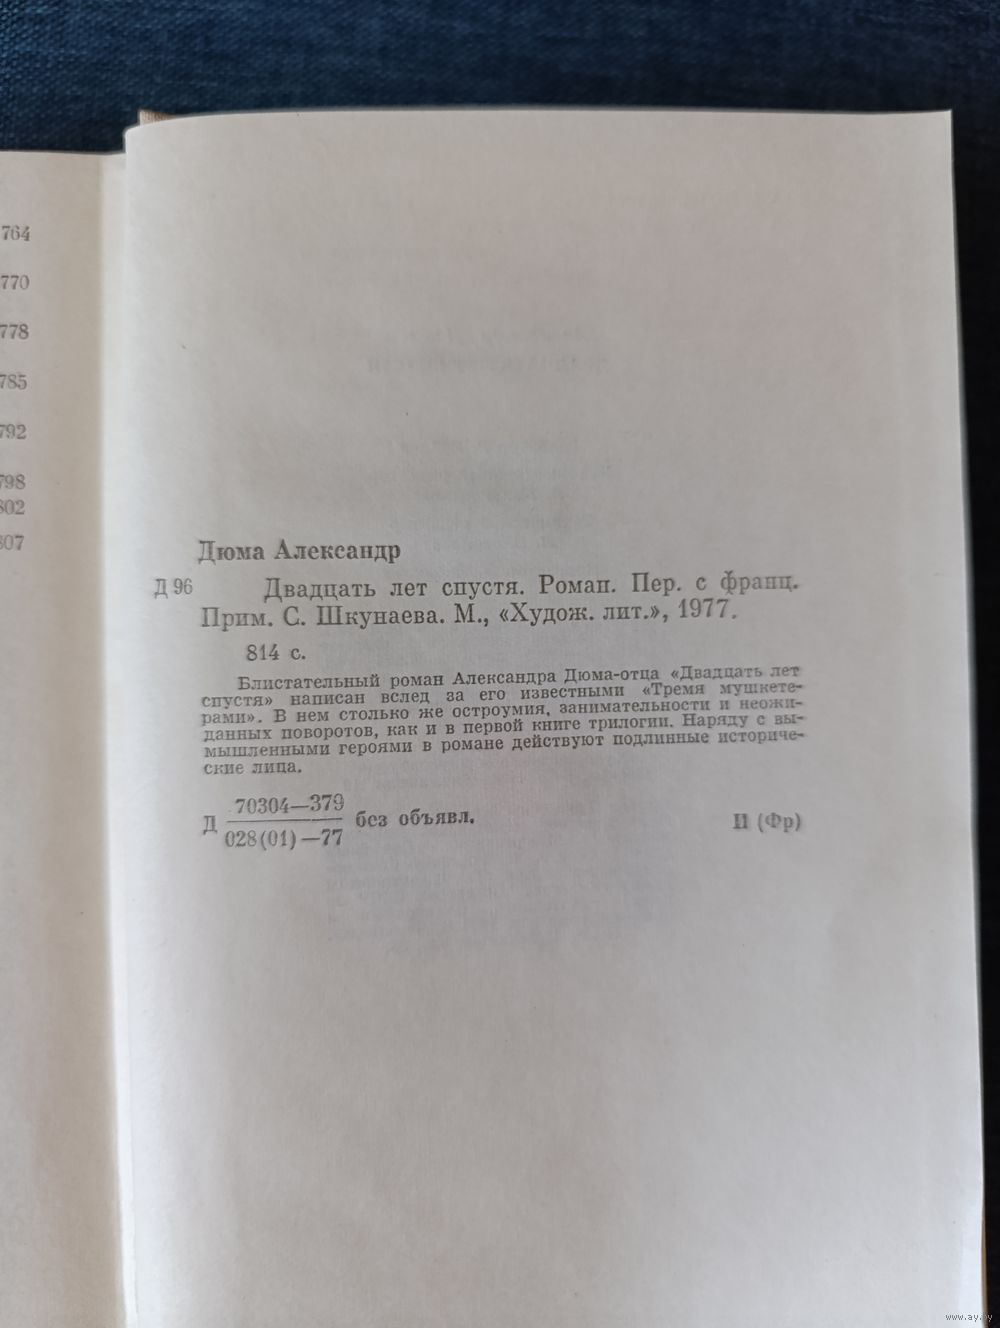 764
770
778
785
792
798
802
807
Дюма Александр
Д 96 Двадцать лет спустя. Роман. Пер. с франц.
Прим. С. Шкунаева. М., «Худож. лит.», 1977.
814 с.
Блистательный роман Александра Дюма-отца «Двадцать лет
спустя» написан вслед за его известными «Тремя мушкете-
рами». В нем столько же остроумия, занимательности и неожи-
данных поворотов, как и в первой книге трилогии. Наряду с вы-
мышленными героями в романе действуют подлинные историче-
ские лица.
70304—379
Д без объявл. И (Фр)
028(01)—77
www.ay.by